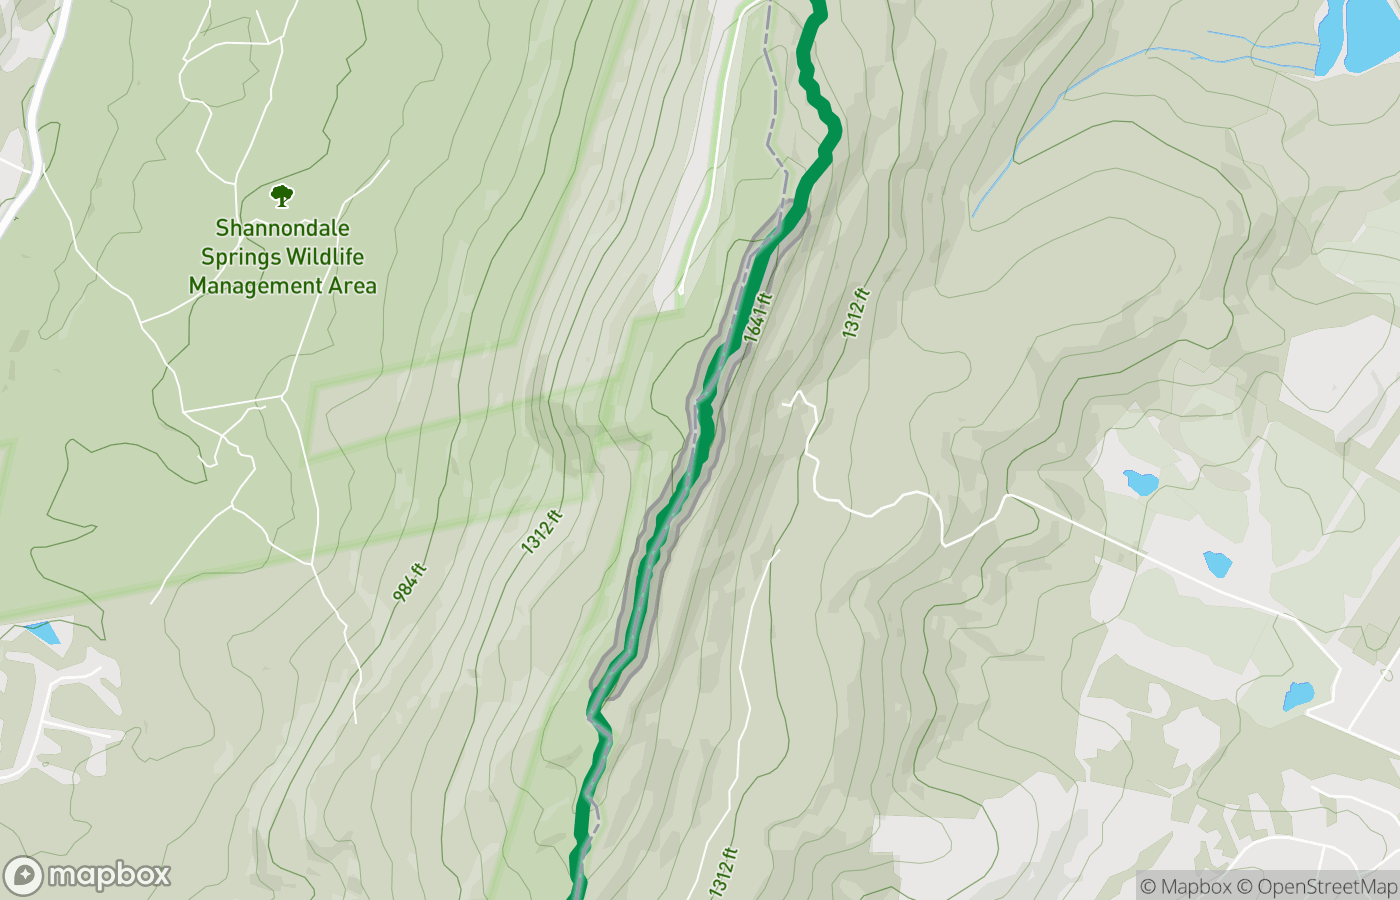 Shannondale
Springs Wildlife
Management Area
1641 ft
1312 ft
1312 ft
984 ft
1312 ft
mapbox
© Mapbox © OpenStreetMap